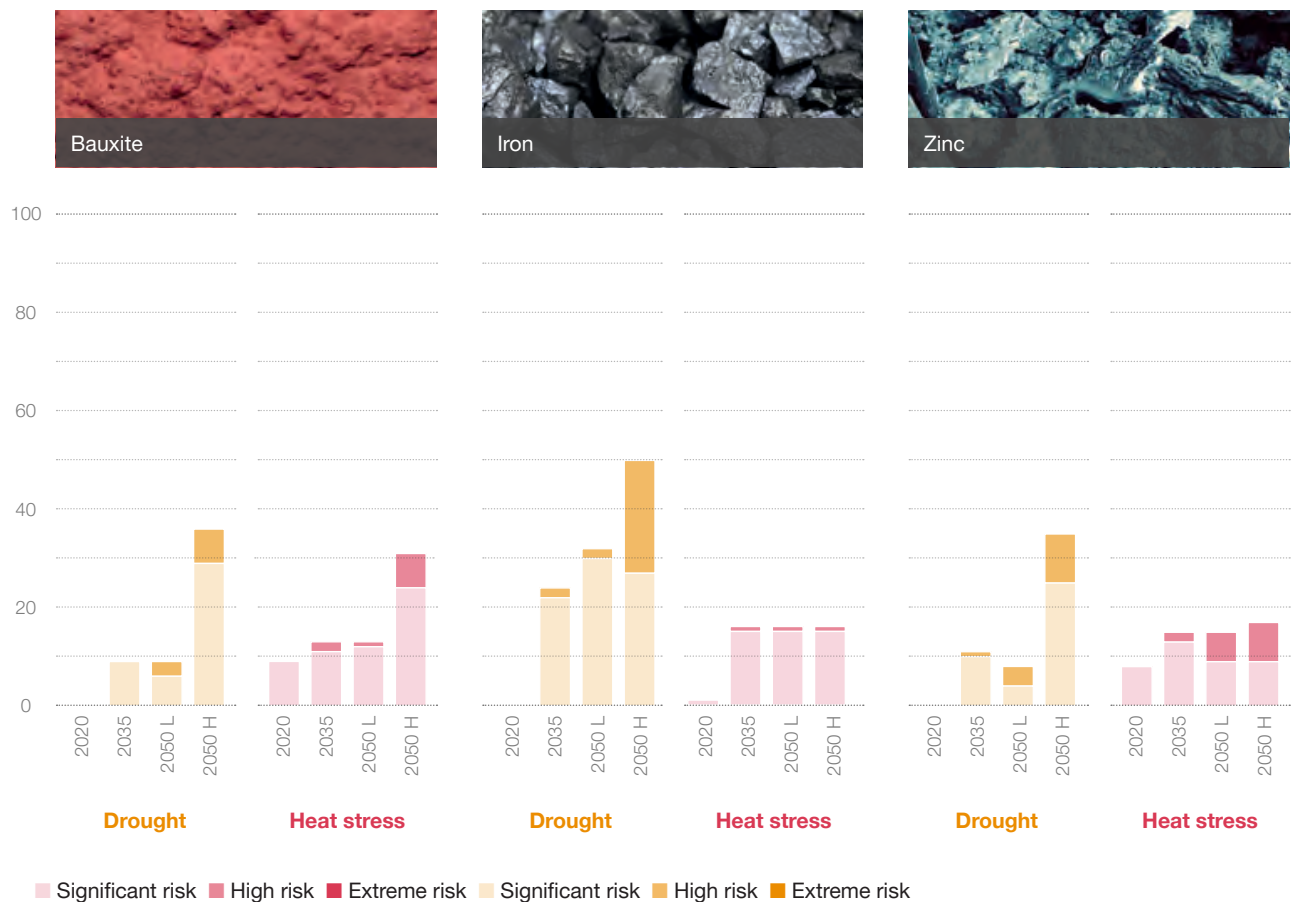 Bauxite
Iron
Zinc
100
80
60
40
20
0
2020
2035
2050 L
2050 H
2020
2035
2050 L
2050 H
2020
2035
2050 L
2050 H
2020
2035
2050 L
2050 H
2020
2035
2050 L
2050 H
2020
2035
2050 L
2050 H
Drought
Heat stress
Drought
Heat stress
Drought
Heat stress
Significant risk High risk Extreme risk Significant risk High risk Extreme risk